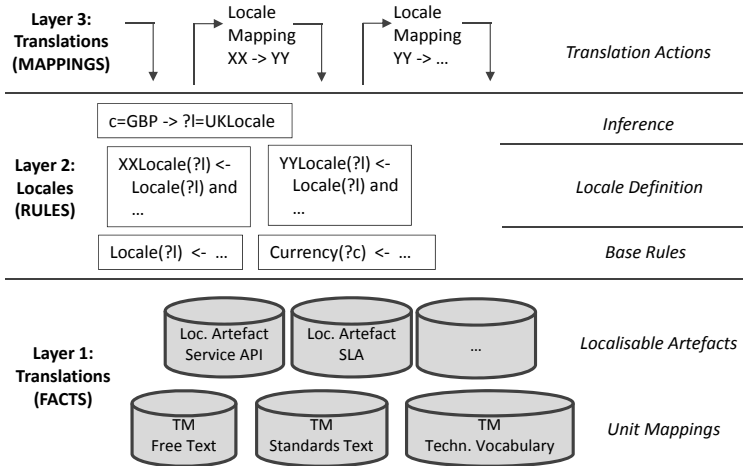 Layer 3:
Translations
(MAPPINGS)
Locale
Mapping
XX -> YY
Locale
Mapping
YY -> ...
Translation Actions
c=GBP -> ?l=UKLocale
Inference
Layer 2:
Locales
(RULES)
XXLocale(?l) <-
Locale(?l) and
...
YYLocale(?l) <-
Locale(?l) and
...
Locale Definition
Locale(?l) <- ...
Currency(?c) <- ...
Base Rules
Layer 1:
Translations
(FACTS)
Loc. Artefact
Service API
Loc. Artefact
SLA
...
Localisable Artefacts
TM
Free Text
TM
Standards Text
TM
Techn. Vocabulary
Unit Mappings